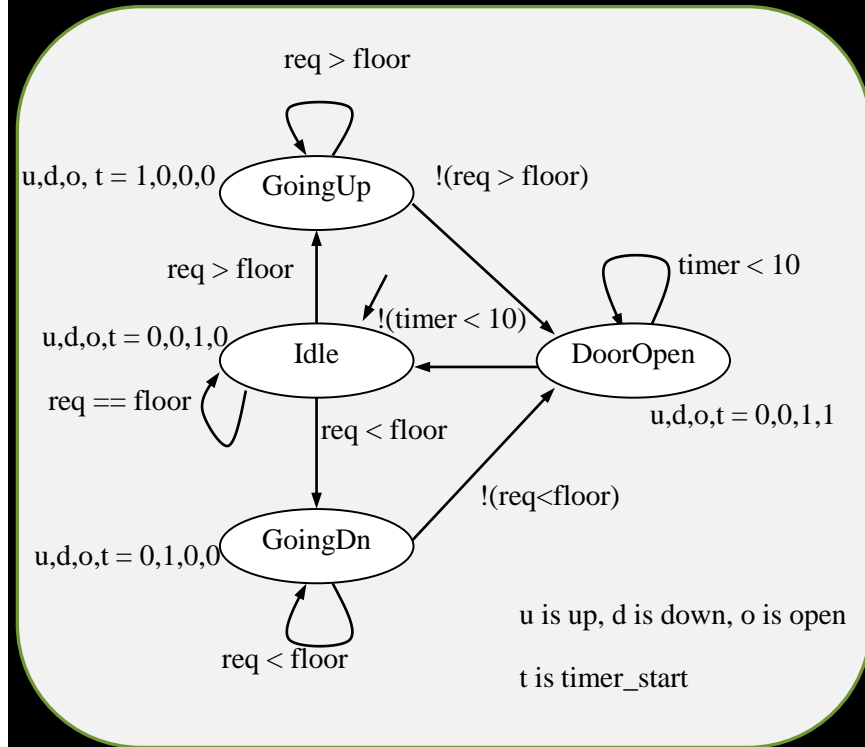 req > floor
u,d,o, t = 1,0,0,0
GoingUp
!(req > floor)
req > floor
timer < 10
u,d,o,t = 0,0,1,0
!(timer < 10)
Idle
DoorOpen
req == floor
u,d,o,t = 0,0,1,1
req < floor
!(req<floor)
u,d,o,t = 0,1,0,0
GoingDn
req < floor
u is up, d is down, o is open
t is timer_start